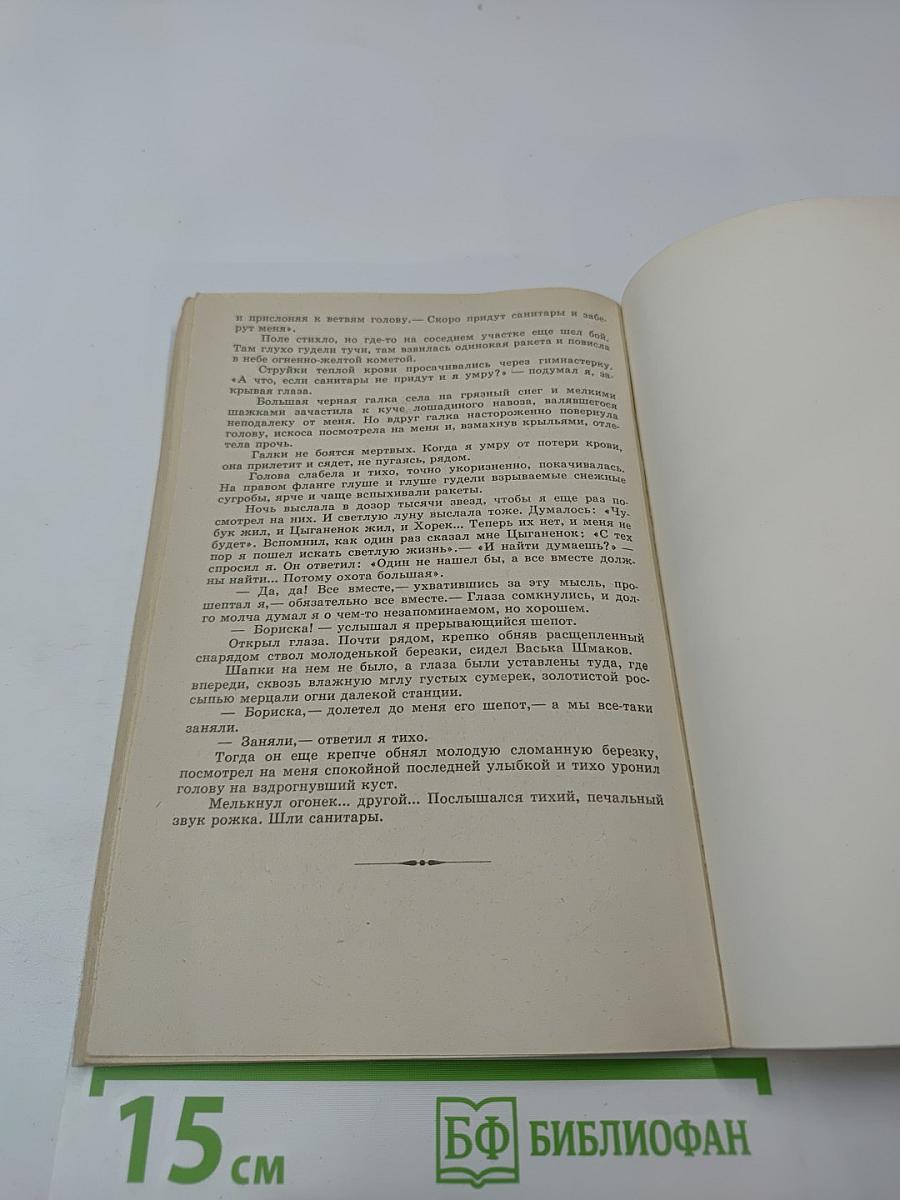 и прислоняя к ветвям голову.— Скоро придут санитары и забе-
рут меня».
Поле стихло, но где-то на соседнем участке еще шел бой.
Там глухо гудели тучи, там взвилась одинокая ракета и повисла
в небе огненно-желтой кометой.
Струйки теплой крови просачивались через гимнастерку.
«А что, если санитары не придут и я умру?» — подумал я, за-
крывая глаза.
Большая черная галка села на грязный снег и мелкими
шажками зачастила к куче лошадиного навоза, валявшегося
неподалеку от меня. Но вдруг галка настороженно повернула
голову, искоса посмотрела на меня и, взмахнув крыльями, отле-
тела прочь.
Галки не боятся мертвых. Когда я умру от потери крови,
она прилетит и сядет, не пугаясь, рядом.
Голова слабела и тихо, точно укоризненно, покачивалась.
На правом фланге глуше и глуше гудели взрываемые снежные
сугробы, ярче и чаще вспыхивали ракеты.
Ночь выслала в дозор тысячи звезд, чтобы я еще раз по-
смотрел на них. И светлую луну выслала тоже. Думалось: «Чу-
бук жил, и Цыганенок жил, и Хорек... Теперь их нет, и меня не
будет». Вспомнил, как один раз сказал мне Цыганенок: «С тех
пор я пошел искать светлую жизнь».— «И найти думаешь?» —
спросил я. Он ответил: «Один не нашел бы, а все вместе долж-
ны найти... Потому охота большая».
— Да, да! Все вместе,— ухватившись за эту мысль, про-
шептал я,— обязательно все вместе.— Глаза сомкнулись, и дол-
го молча думал я о чем-то незапоминаемом, но хорошем.
— Бориска! — услышал я прерывающийся шепот.
Открыл глаза. Почти рядом, крепко обняв расщепленный
снарядом ствол молоденькой березки, сидел Васька Шмаков.
Шапки на нем не было, а глаза были уставлены туда, где
впереди, сквозь влажную мглу густых сумерек, золотистой рос-
сыпью мерцали огни далекой станции.
— Бориска,— долетел до меня его шепот,— а мы все-таки
заняли.
— Заняли,— ответил я тихо.
Тогда он еще крепче обнял молодую сломанную березку,
посмотрел на меня спокойной последней улыбкой и тихо уронил
голову на вздрогнувший куст.
Мелькнул огонек... другой... Послышался тихий, печальный
звук рожка. Шли санитары.
15 см
БФ БИБЛИОФАН